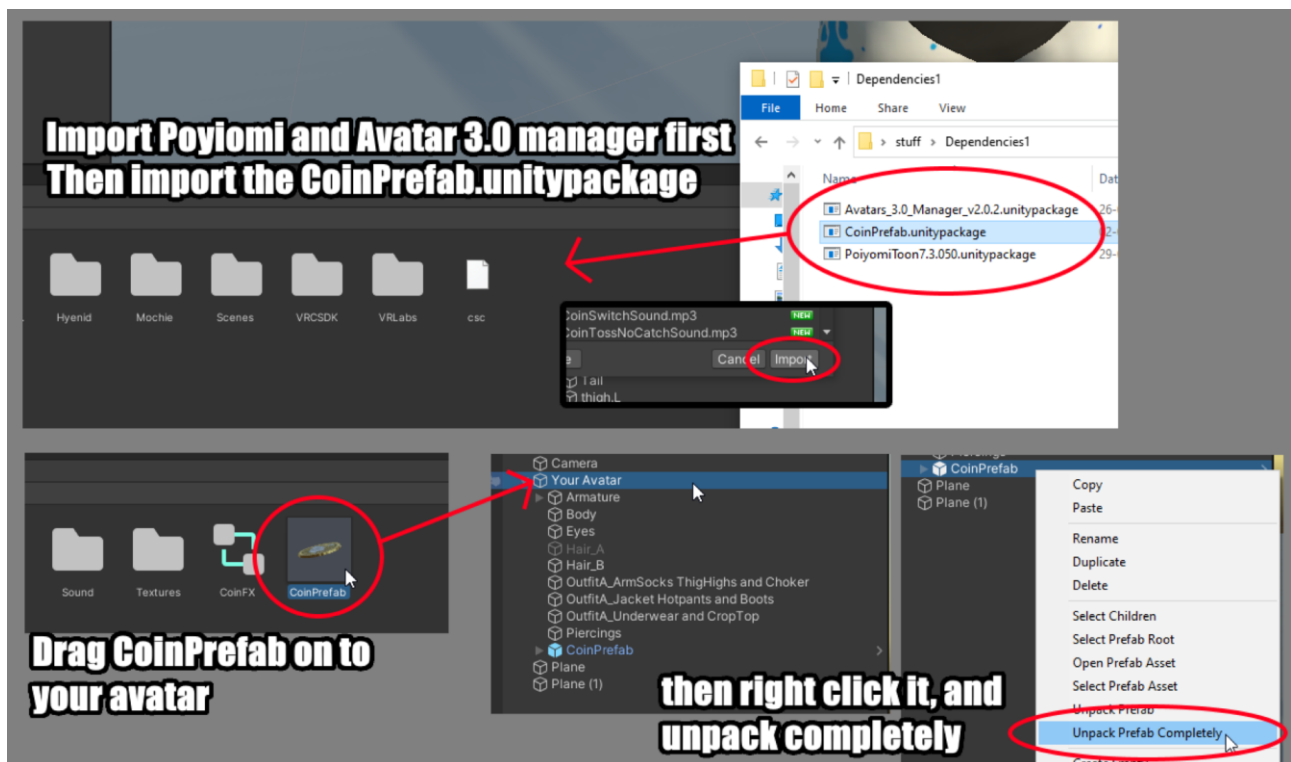 Dependencies1
File Home Share View
stuff > Dependencies1
Import Poyiomi and Avatar 3.0 manager first
Then import the CoinPrefab.unitypackage
Name
Avatars_3.0_Manager_v2.0.2.unitypackage
CoinPrefab.unitypackage
PoiyomiToon7.3.050.unitypackage
Hyenid Mochie Scenes VRCSDK VRLabs csc
CoinSwitchSound.mp3 NEW
CoinTossNoCatchSound.mp3 NEW
Cancel Import
Tail
thigh.L
Sound Textures CoinFX CoinPrefab
Drag CoinPrefab on to
your avatar
Camera
Your Avatar
Armature
Body
Eyes
Hair_A
Hair_B
OutfitA_ArmSocks ThigHighs and Choker
OutfitA_Jacket Hotpants and Boots
OutfitA_Underwear and CropTop
Piercings
CoinPrefab
Plane
Plane (1)
then right click it, and
unpack completely
CoinPrefab
Plane
Plane (1)
Copy
Paste
Rename
Duplicate
Delete
Select Children
Select Prefab Root
Open Prefab Asset
Select Prefab Asset
Unpack Prefab
Unpack Prefab Completely